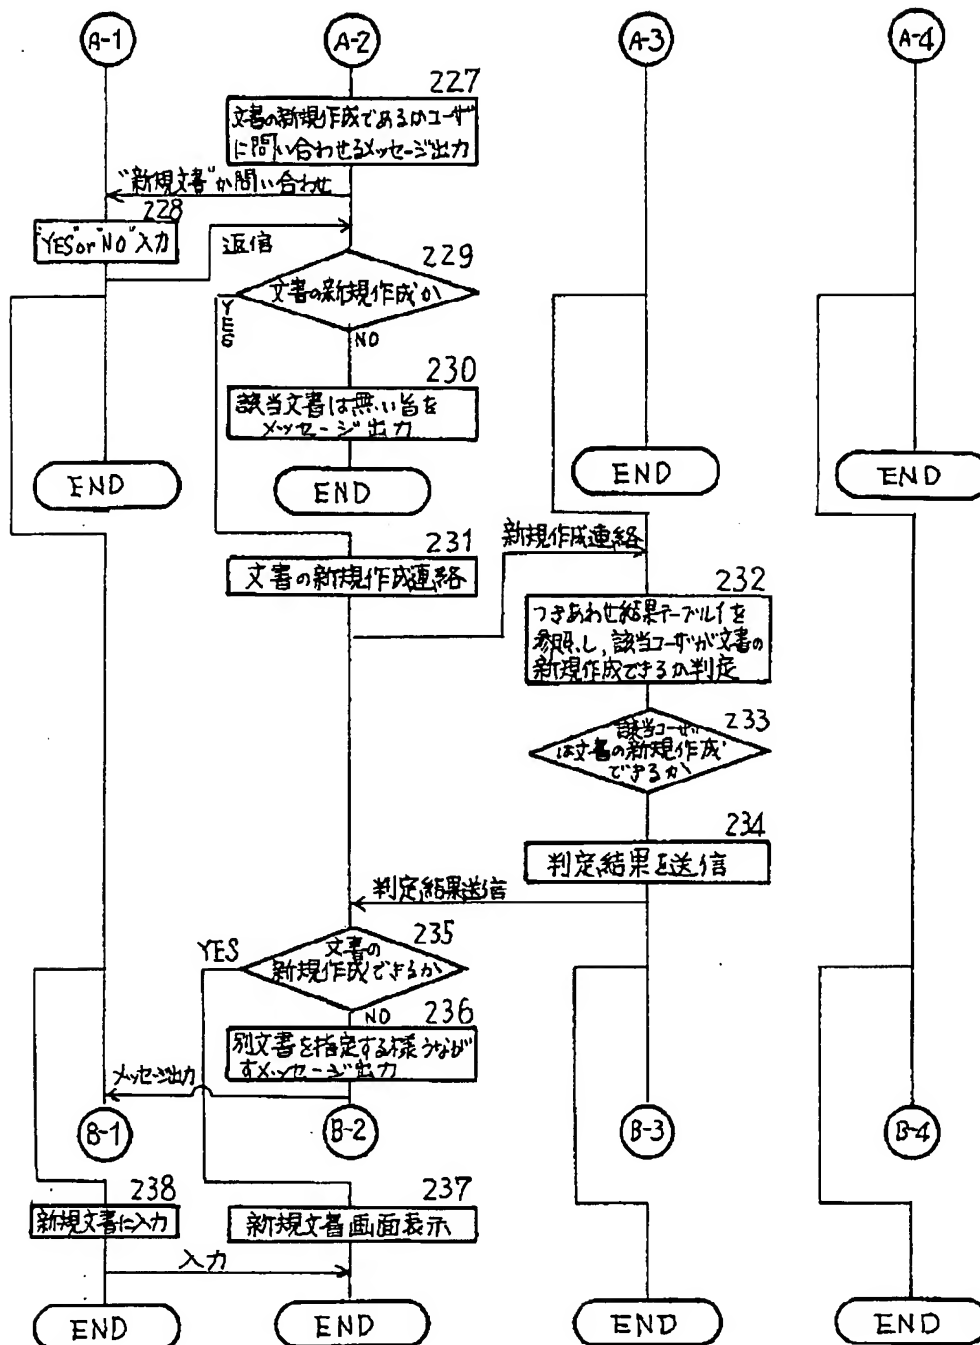 A-1
A-2
A-3
A-4
227
文書の新規作成であるかユーザ
に問い合わせるメッセージ出力
"新規文書"か問い合わせ
228
"YES"or"NO"入力
返信
229
文書の新規作成か
YES
NO
230
該当文書は無い旨を
メッセージ出力
END
END
END
END
231
文書の新規作成連絡
新規作成連絡
232
つきあわせ結果テーブルイを
参照し,該当ユーザが文書の
新規作成できるか判定
233
該当ユーザ
は文書の新規作成
できるか
234
判定結果を送信
判定結果送信
235
文書の
新規作成できるか
YES
NO
236
別文書を指定する様うなが
すメッセージ出力
メッセージ出力
B-1
B-2
B-3
B-4
238
新規文書に入力
237
新規文書画面表示
入力
END
END
END
END